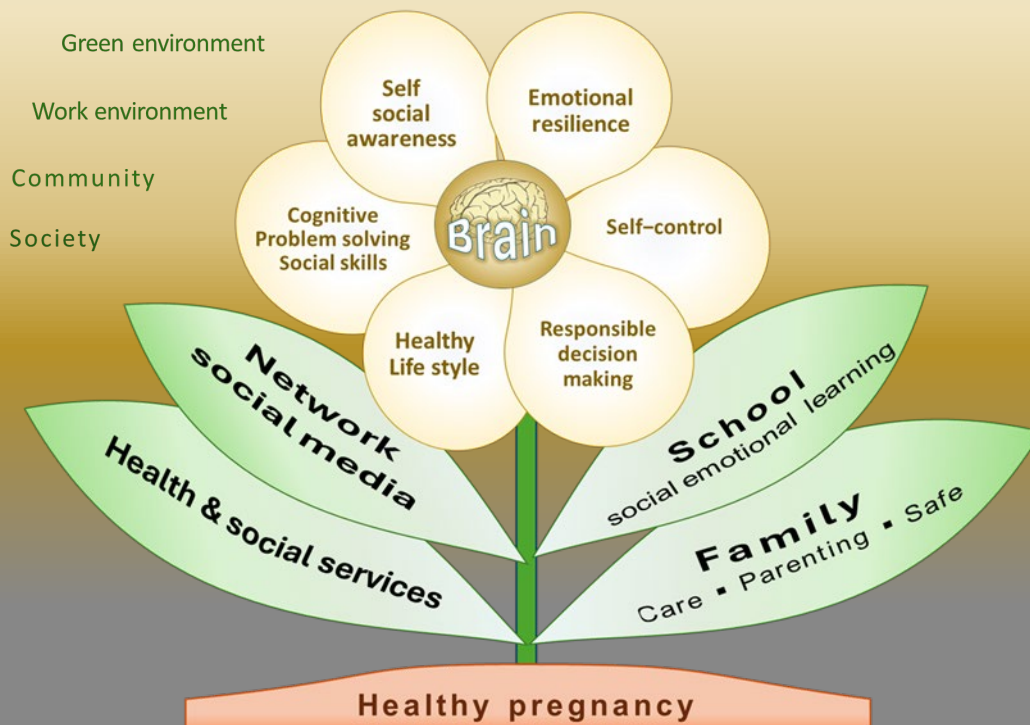 Green environment
Work environment
Community
Society
Self
social
awareness
Emotional
resilience
Cognitive
Problem solving
Social skills
Brain
Self–control
Healthy
Life style
Responsible
decision
making
Network
social media
School
social emotional learning
Health & social services
Family
Care ▪ Parenting ▪ Safe
Healthy pregnancy